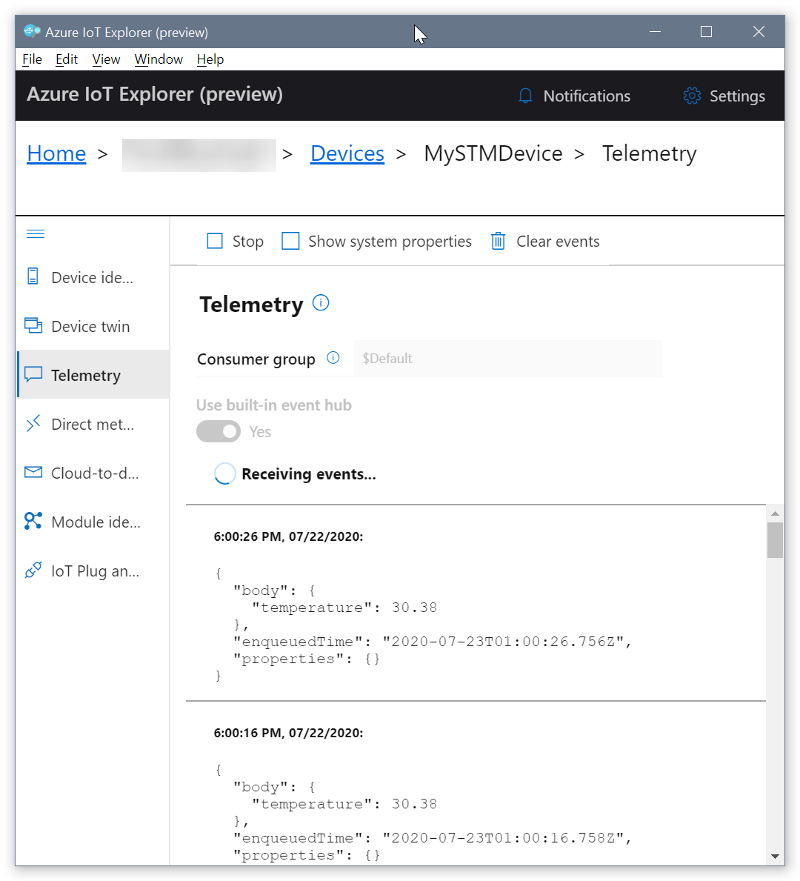 Azure IoT Explorer (preview)
File Edit View Window Help
Azure IoT Explorer (preview) Notifications Settings
Home > > Devices > MySTMDevice > Telemetry
Stop Show system properties Clear events
Device ide...
Device twin
Telemetry
Direct met...
Cloud-to-d...
Module ide...
IoT Plug an...
Telemetry
Consumer group $Default
Use built-in event hub
Yes
Receiving events...
6:00:26 PM, 07/22/2020:
{
"body": {
"temperature": 30.38
},
"enqueuedTime": "2020-07-23T01:00:26.756Z",
"properties": {}
}
6:00:16 PM, 07/22/2020:
{
"body": {
"temperature": 30.38
},
"enqueuedTime": "2020-07-23T01:00:16.758Z",
"properties": {}